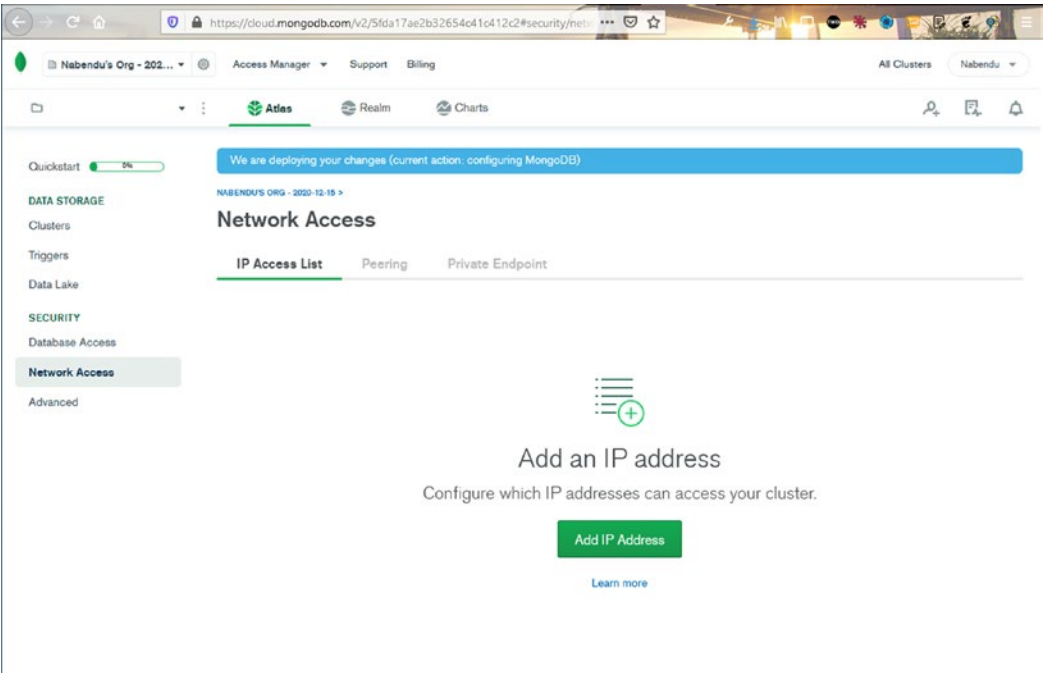 https://cloud.mongodb.com/v2/5fda17ae2b32654c41c412c2#security/net
Nabendu's Org - 202... Access Manager Support Billing All Clusters Nabendu
Atlas Realm Charts
Quickstart 0%
We are deploying your changes (current action: configuring MongoDB)
NABENDU'S ORG - 2020-12-15 >
DATA STORAGE
Network Access
Clusters
Triggers
IP Access List Peering Private Endpoint
Data Lake
SECURITY
Database Access
Network Access
Advanced
Add an IP address
Configure which IP addresses can access your cluster.
Add IP Address
Learn more